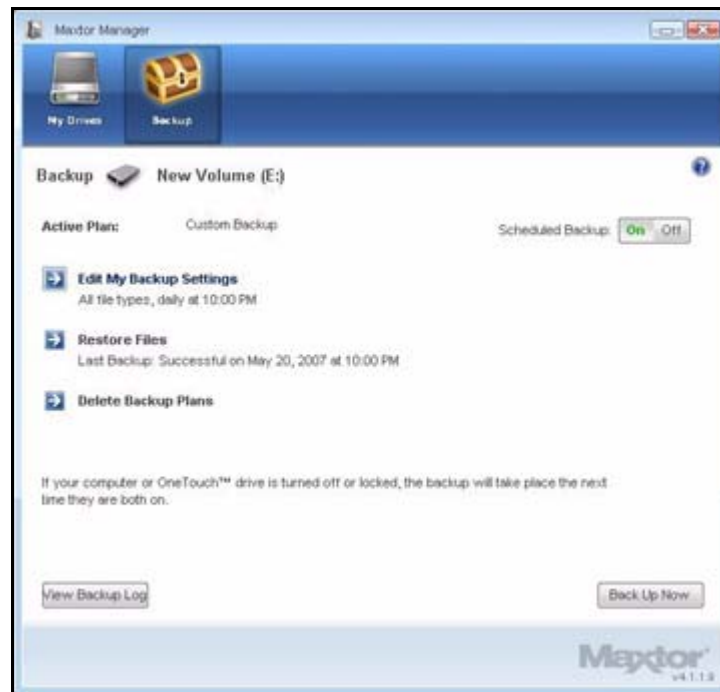 Maxtor Manager
My Drives
Backup
Backup New Volume (E:)
Active Plan: Custom Backup
Scheduled Backup: On Off
Edit My Backup Settings
All file types, daily at 10:00 PM
Restore Files
Last Backup: Successful on May 20, 2007 at 10:00 PM
Delete Backup Plans
If your computer or OneTouch™ drive is turned off or locked, the backup will take place the next
time they are both on.
View Backup Log
Back Up Now
Maxtor